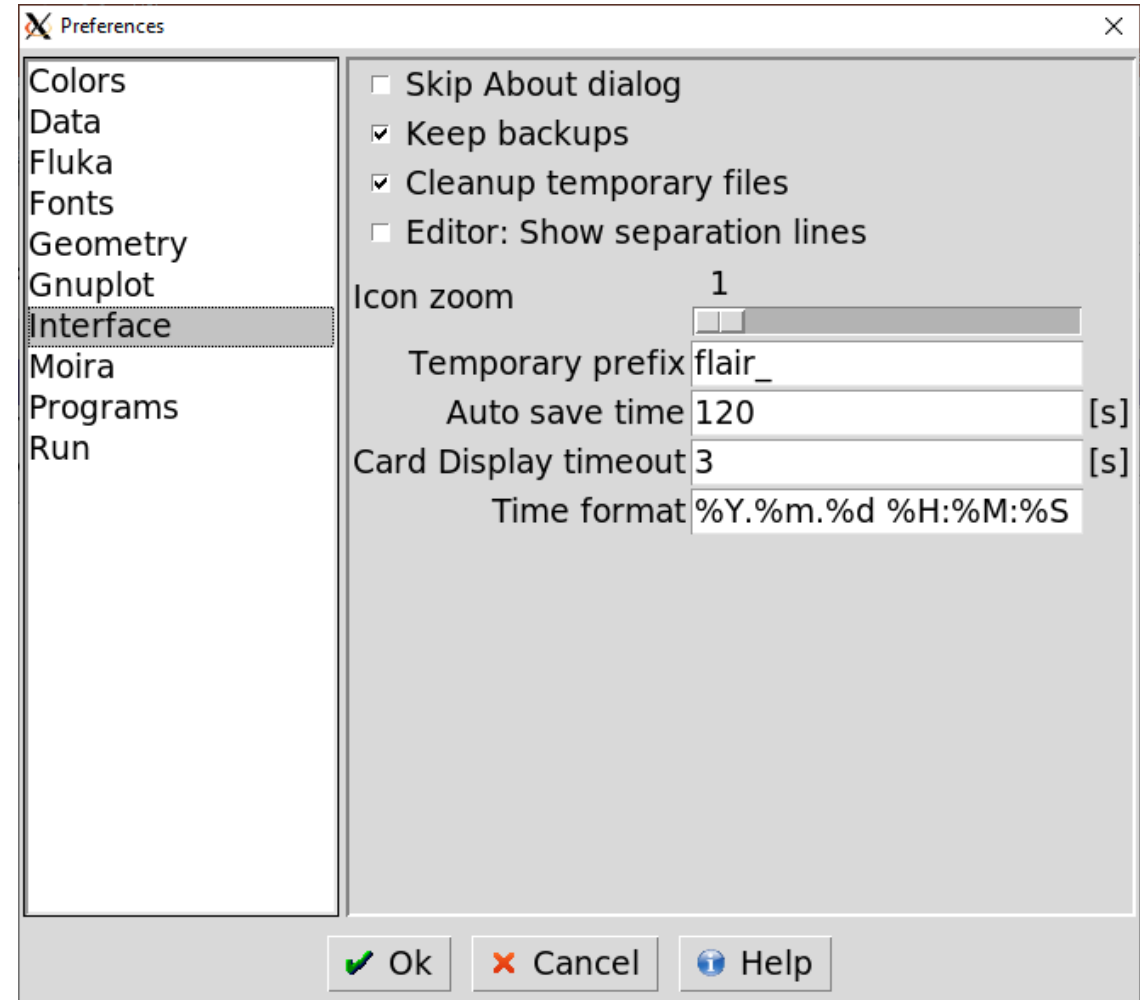 Preferences
Colors
Data
Fluka
Fonts
Geometry
Gnuplot
Interface
Moira
Programs
Run
Skip About dialog
Keep backups
Cleanup temporary files
Editor: Show separation lines
Icon zoom 1
Temporary prefix flair_
Auto save time 120 [s]
Card Display timeout 3 [s]
Time format %Y.%m.%d %H:%M:%S
Ok Cancel Help